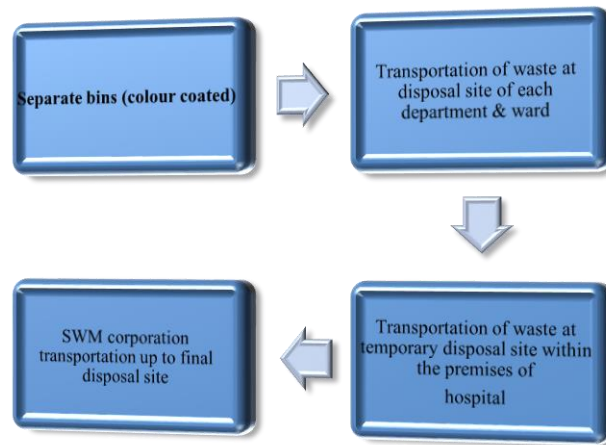 Separate bins (colour coated)
Transportation of waste at
disposal site of each
department & ward
Transportation of waste at
temporary disposal site within
the premises of
hospital
SWM corporation
transportation up to final
disposal site